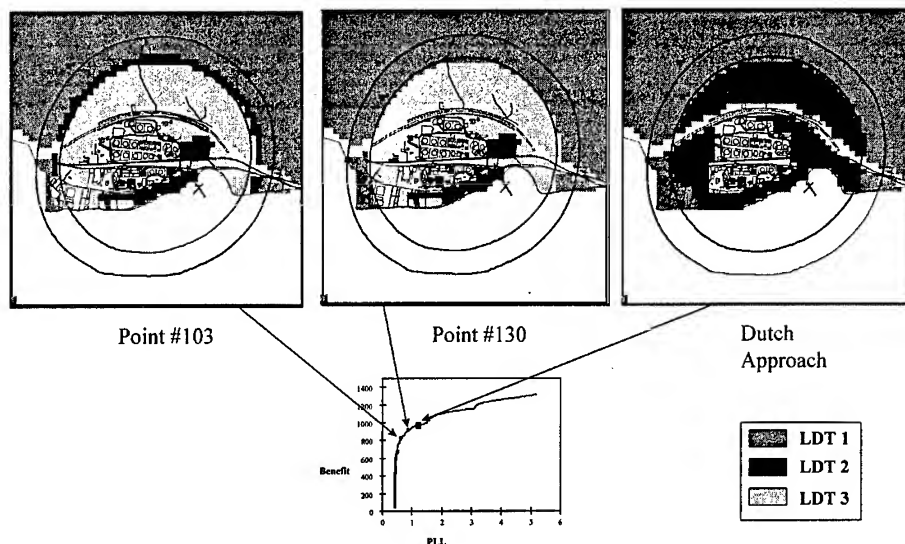 Point #103
Point #130
Dutch
Approach
1400
1200
1000
800
600
400
200
0
Benefit
0 1 2 3 4 5 6
PLL
LDT 1
LDT 2
LDT 3